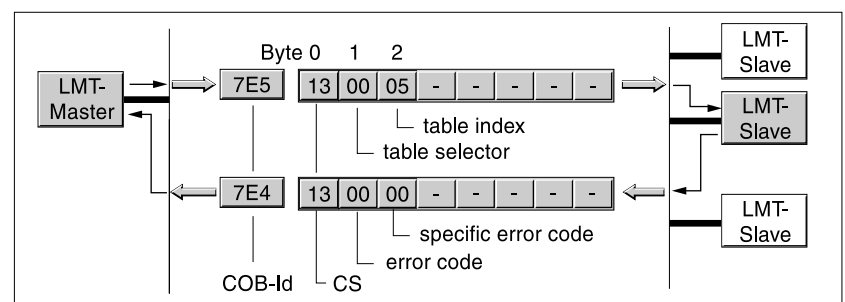 LMT-
Slave
Byte 0 1 2
LMT-
Master
7E5 13 00 05 - - - - -
LMT-
Slave
table index
table selector
7E4 13 00 00 - - - - -
LMT-
Slave
specific error code
error code
COB-Id CS